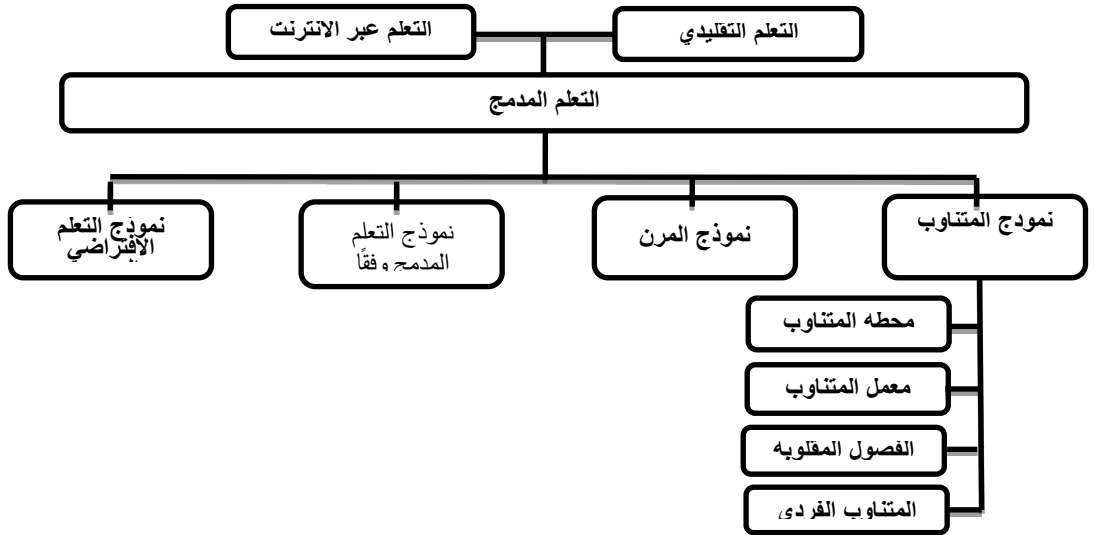 التعلم التقليدي
التعلم عبر الانترنت
التعلم المدمج
نموذج المتناوب
نموذج المرن
نموذج التعلم
المدمج وفقًا
نموذج التعلم
الافتراضي
محطه المتناوب
معمل المتناوب
الفصول المقلوبه
المتناوب الفردي